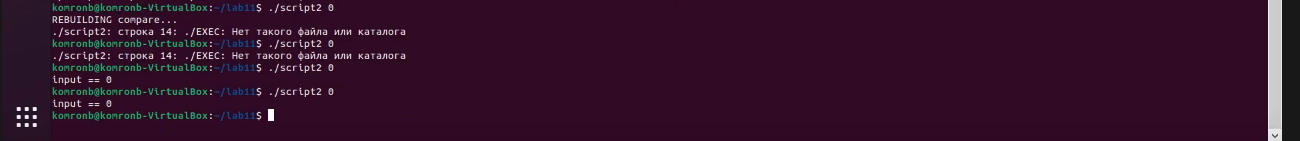 komronb@komronb-VirtualBox:~/lab11$ ./script2 0
REBUILDING compare...
./script2: строка 14: ./EXEC: Нет такого файла или каталога
komronb@komronb-VirtualBox:~/lab11$ ./script2 0
./script2: строка 14: ./EXEC: Нет такого файла или каталога
komronb@komronb-VirtualBox:~/lab11$ ./script2 0
input == 0
komronb@komronb-VirtualBox:~/lab11$ ./script2 0
input == 0
komronb@komronb-VirtualBox:~/lab11$